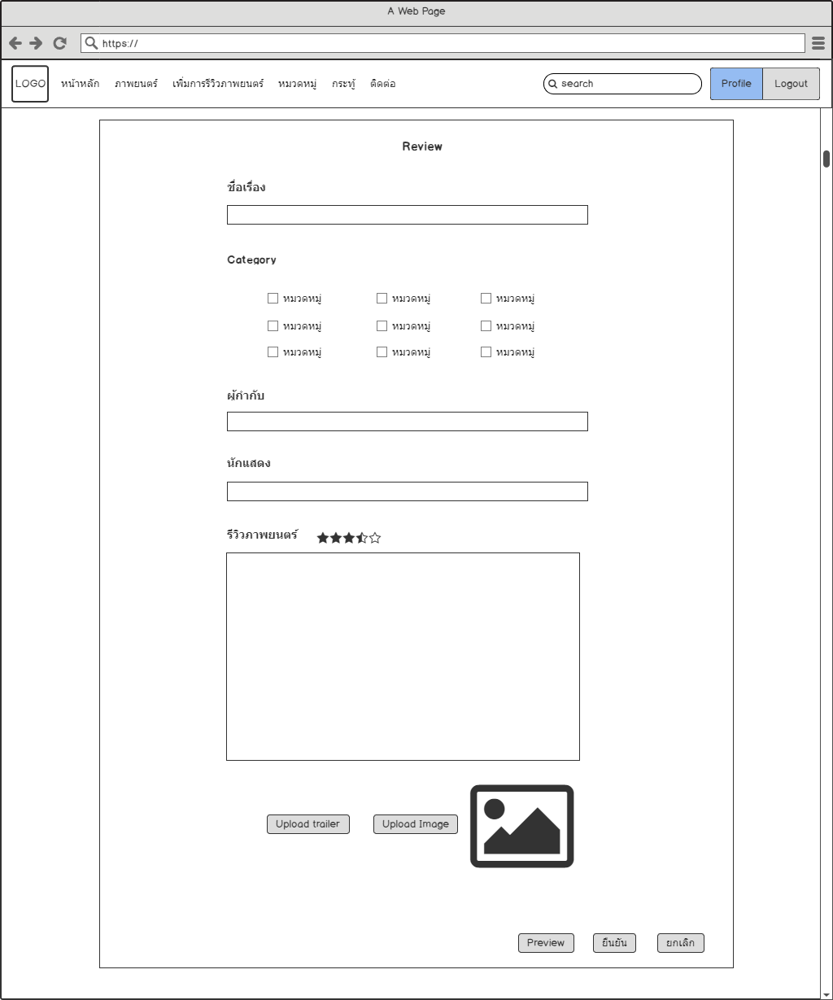 A Web Page
https://
LOGO หน้าหลัก ภาพยนตร์ เพิ่มการรีวิวภาพยนตร์ หมวดหมู่ กระทู้ ติดต่อ search Profile Logout
Review
ชื่อเรื่อง
Category
หมวดหมู่ หมวดหมู่ หมวดหมู่
หมวดหมู่ หมวดหมู่ หมวดหมู่
หมวดหมู่ หมวดหมู่ หมวดหมู่
ผู้กำกับ
นักแสดง
รีวิวภาพยนตร์
Upload trailer Upload Image
Preview ยืนยัน ยกเลิก